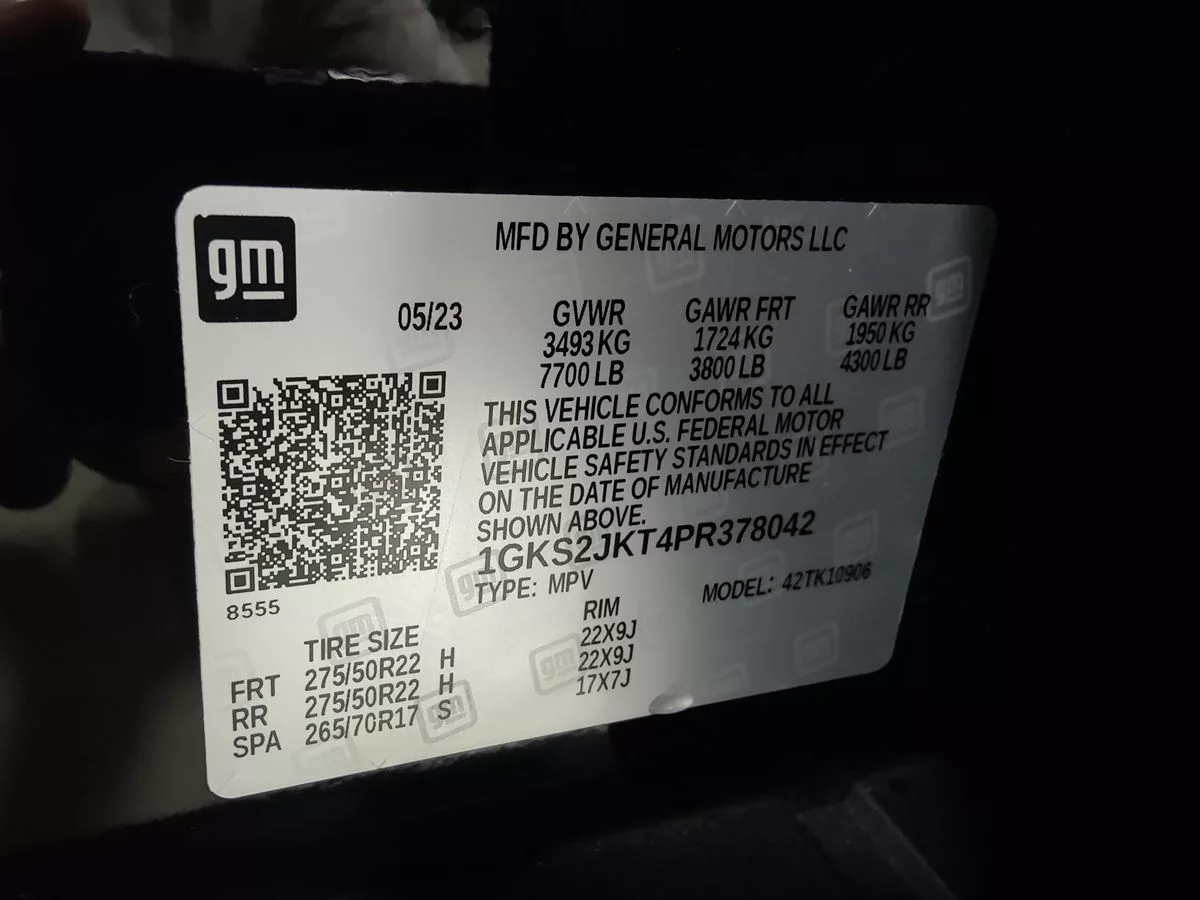 gm
MFD BY GENERAL MOTORS LLC
05/23
GVWR GAWR FRT GAWR RR
3493 KG 1724 KG 1950 KG
7700 LB 3800 LB 4300 LB
THIS VEHICLE CONFORMS TO ALL
APPLICABLE U.S. FEDERAL MOTOR
VEHICLE SAFETY STANDARDS IN EFFECT
ON THE DATE OF MANUFACTURE
SHOWN ABOVE.
1GKS2JKT4PR378042
TYPE: MPV MODEL: 42TK10906
8555
TIRE SIZE RIM
FRT 275/50R22 H 22X9J
RR 275/50R22 H 22X9J
SPA 265/70R17 S 17X7J